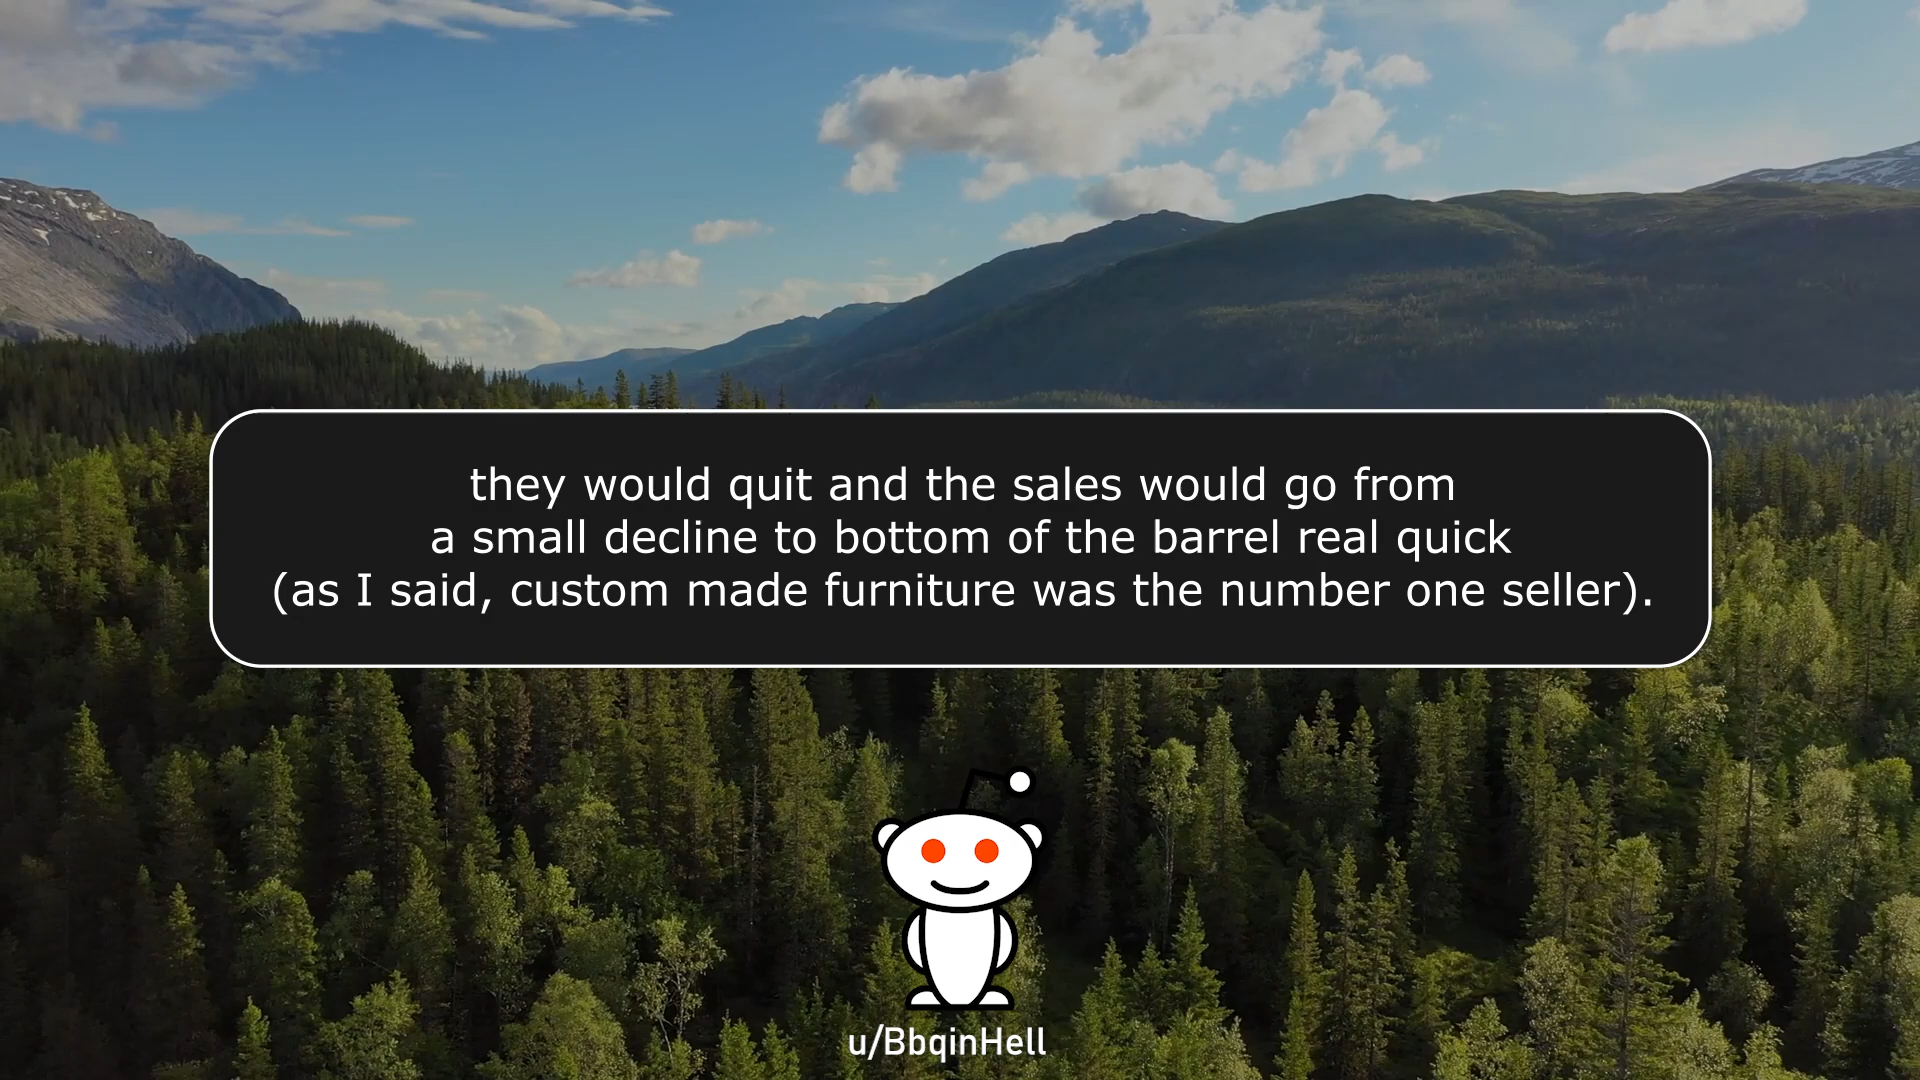 they would quit and the sales would go from
a small decline to bottom of the barrel real quick
(as I said, custom made furniture was the number one seller).
u/BbqinHell